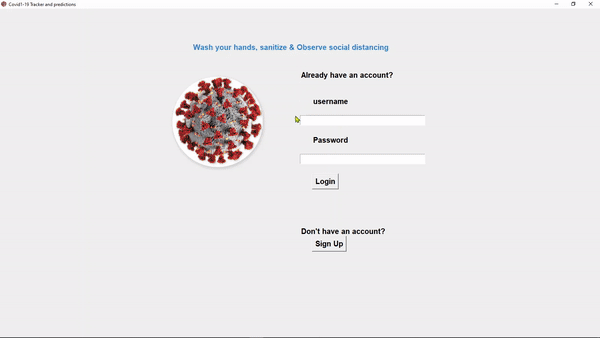 Covid1-19 Tracker and predictions
Wash your hands, sanitize & Observe social distancing
Already have an account?
username
Password
Login
Don't have an account?
Sign Up